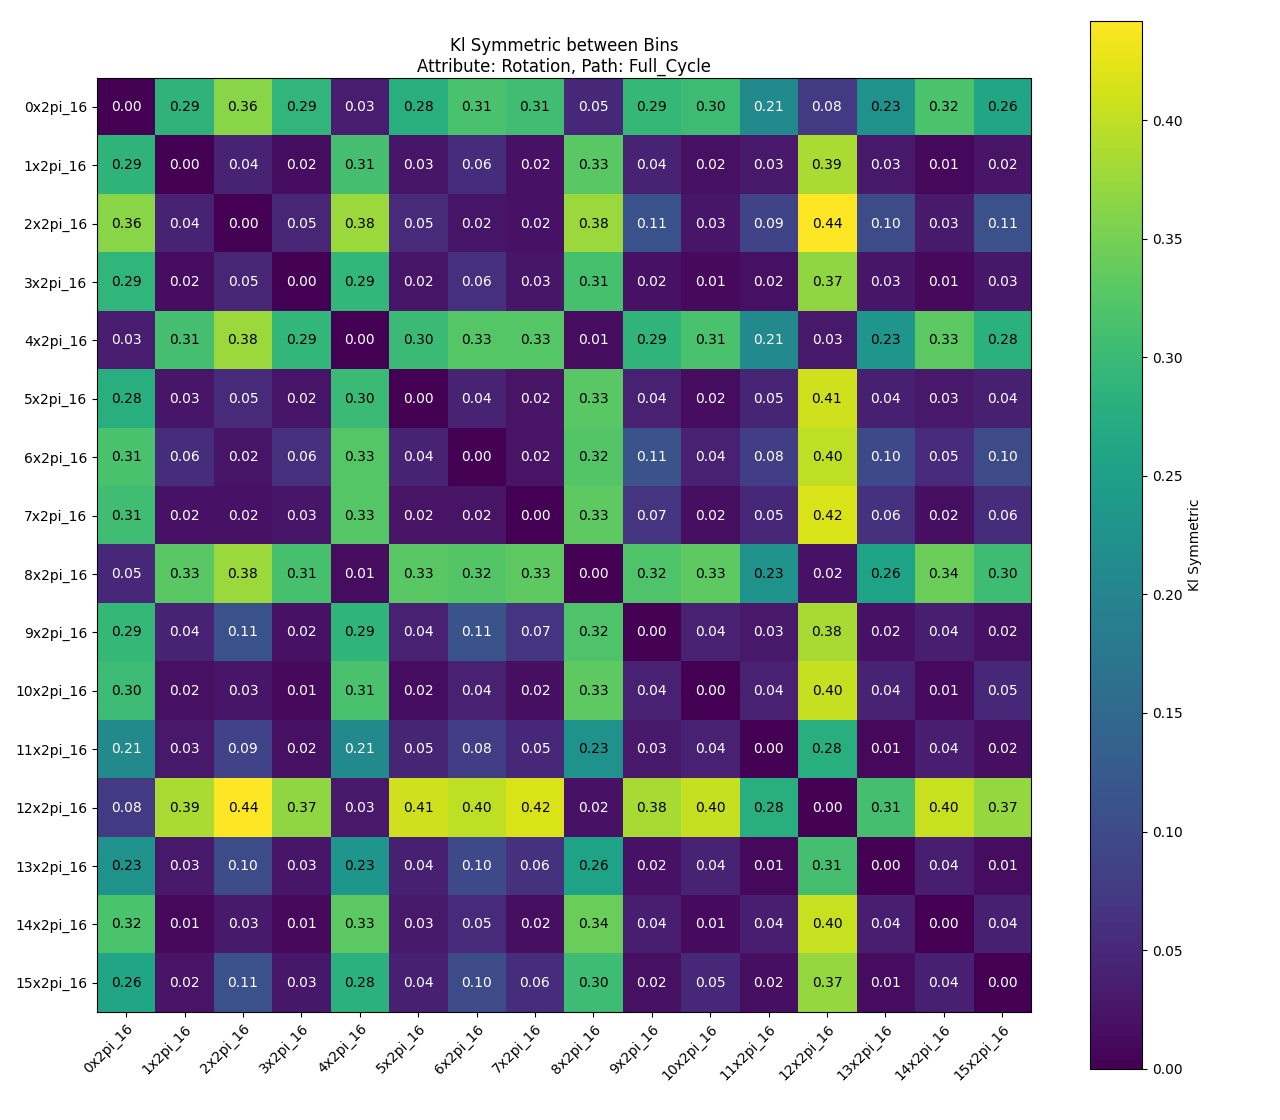 Kl Symmetric between Bins
Attribute: Rotation, Path: Full_Cycle
0x2pi_16 0.00 0.29 0.36 0.29 0.03 0.28 0.31 0.31 0.05 0.29 0.30 0.21 0.08 0.23 0.32 0.26
1x2pi_16 0.29 0.00 0.04 0.02 0.31 0.03 0.06 0.02 0.33 0.04 0.02 0.03 0.39 0.03 0.01 0.02
2x2pi_16 0.36 0.04 0.00 0.05 0.38 0.05 0.02 0.02 0.38 0.11 0.03 0.09 0.44 0.10 0.03 0.11
3x2pi_16 0.29 0.02 0.05 0.00 0.29 0.02 0.06 0.03 0.31 0.02 0.01 0.02 0.37 0.03 0.01 0.03
4x2pi_16 0.03 0.31 0.38 0.29 0.00 0.30 0.33 0.33 0.01 0.29 0.31 0.21 0.03 0.23 0.33 0.28
5x2pi_16 0.28 0.03 0.05 0.02 0.30 0.00 0.04 0.02 0.33 0.04 0.02 0.05 0.41 0.04 0.03 0.04
6x2pi_16 0.31 0.06 0.02 0.06 0.33 0.04 0.00 0.02 0.32 0.11 0.04 0.08 0.40 0.10 0.05 0.10
7x2pi_16 0.31 0.02 0.02 0.03 0.33 0.02 0.02 0.00 0.33 0.07 0.02 0.05 0.42 0.06 0.02 0.06
8x2pi_16 0.05 0.33 0.38 0.31 0.01 0.33 0.32 0.33 0.00 0.32 0.33 0.23 0.02 0.26 0.34 0.30
9x2pi_16 0.29 0.04 0.11 0.02 0.29 0.04 0.11 0.07 0.32 0.00 0.04 0.03 0.38 0.02 0.04 0.02
10x2pi_16 0.30 0.02 0.03 0.01 0.31 0.02 0.04 0.02 0.33 0.04 0.00 0.04 0.40 0.04 0.01 0.05
11x2pi_16 0.21 0.03 0.09 0.02 0.21 0.05 0.08 0.05 0.23 0.03 0.04 0.00 0.28 0.01 0.04 0.02
12x2pi_16 0.08 0.39 0.44 0.37 0.03 0.41 0.40 0.42 0.02 0.38 0.40 0.28 0.00 0.31 0.40 0.37
13x2pi_16 0.23 0.03 0.10 0.03 0.23 0.04 0.10 0.06 0.26 0.02 0.04 0.01 0.31 0.00 0.04 0.01
14x2pi_16 0.32 0.01 0.03 0.01 0.33 0.03 0.05 0.02 0.34 0.04 0.01 0.04 0.40 0.04 0.00 0.04
15x2pi_16 0.26 0.02 0.11 0.03 0.28 0.04 0.10 0.06 0.30 0.02 0.05 0.02 0.37 0.01 0.04 0.00
0x2pi_16 1x2pi_16 2x2pi_16 3x2pi_16 4x2pi_16 5x2pi_16 6x2pi_16 7x2pi_16 8x2pi_16 9x2pi_16 10x2pi_16 11x2pi_16 12x2pi_16 13x2pi_16 14x2pi_16 15x2pi_16
0.40
0.35
0.30
0.25
0.20
0.15
0.10
0.05
0.00
Kl Symmetric